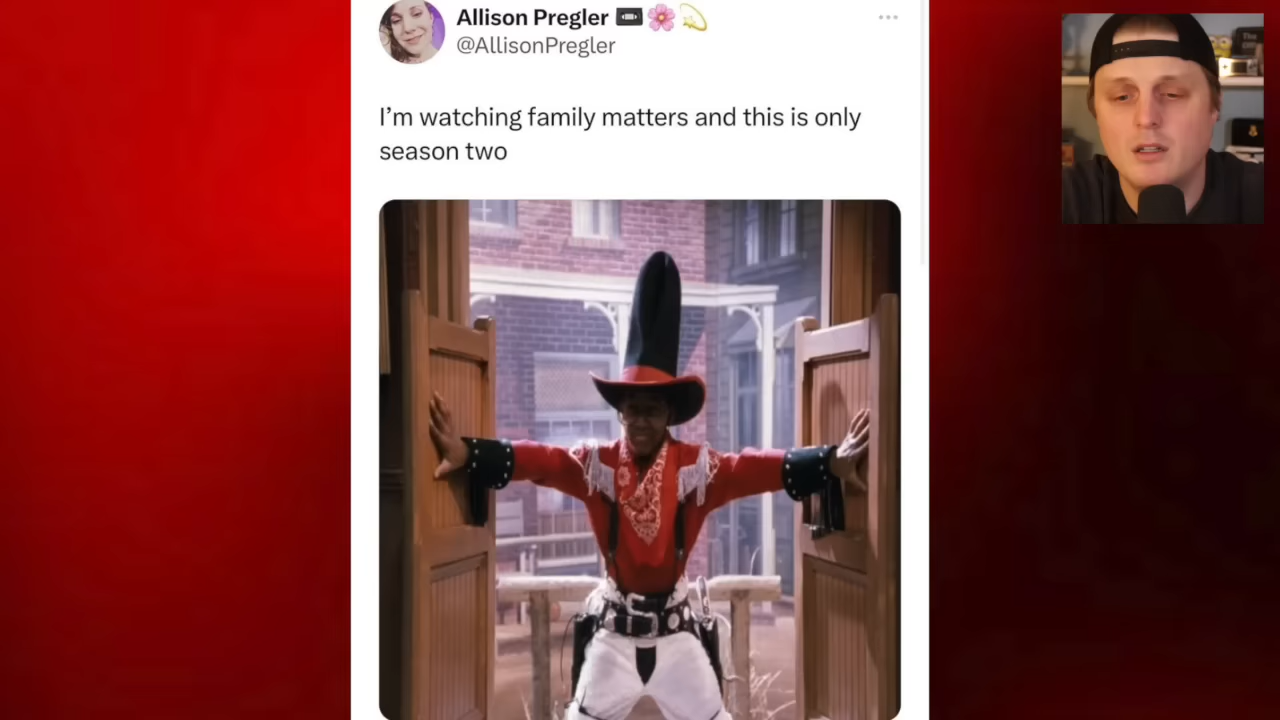 Allison Pregler 📼🌸💫
@AllisonPregler
I’m watching family matters and this is only
season two